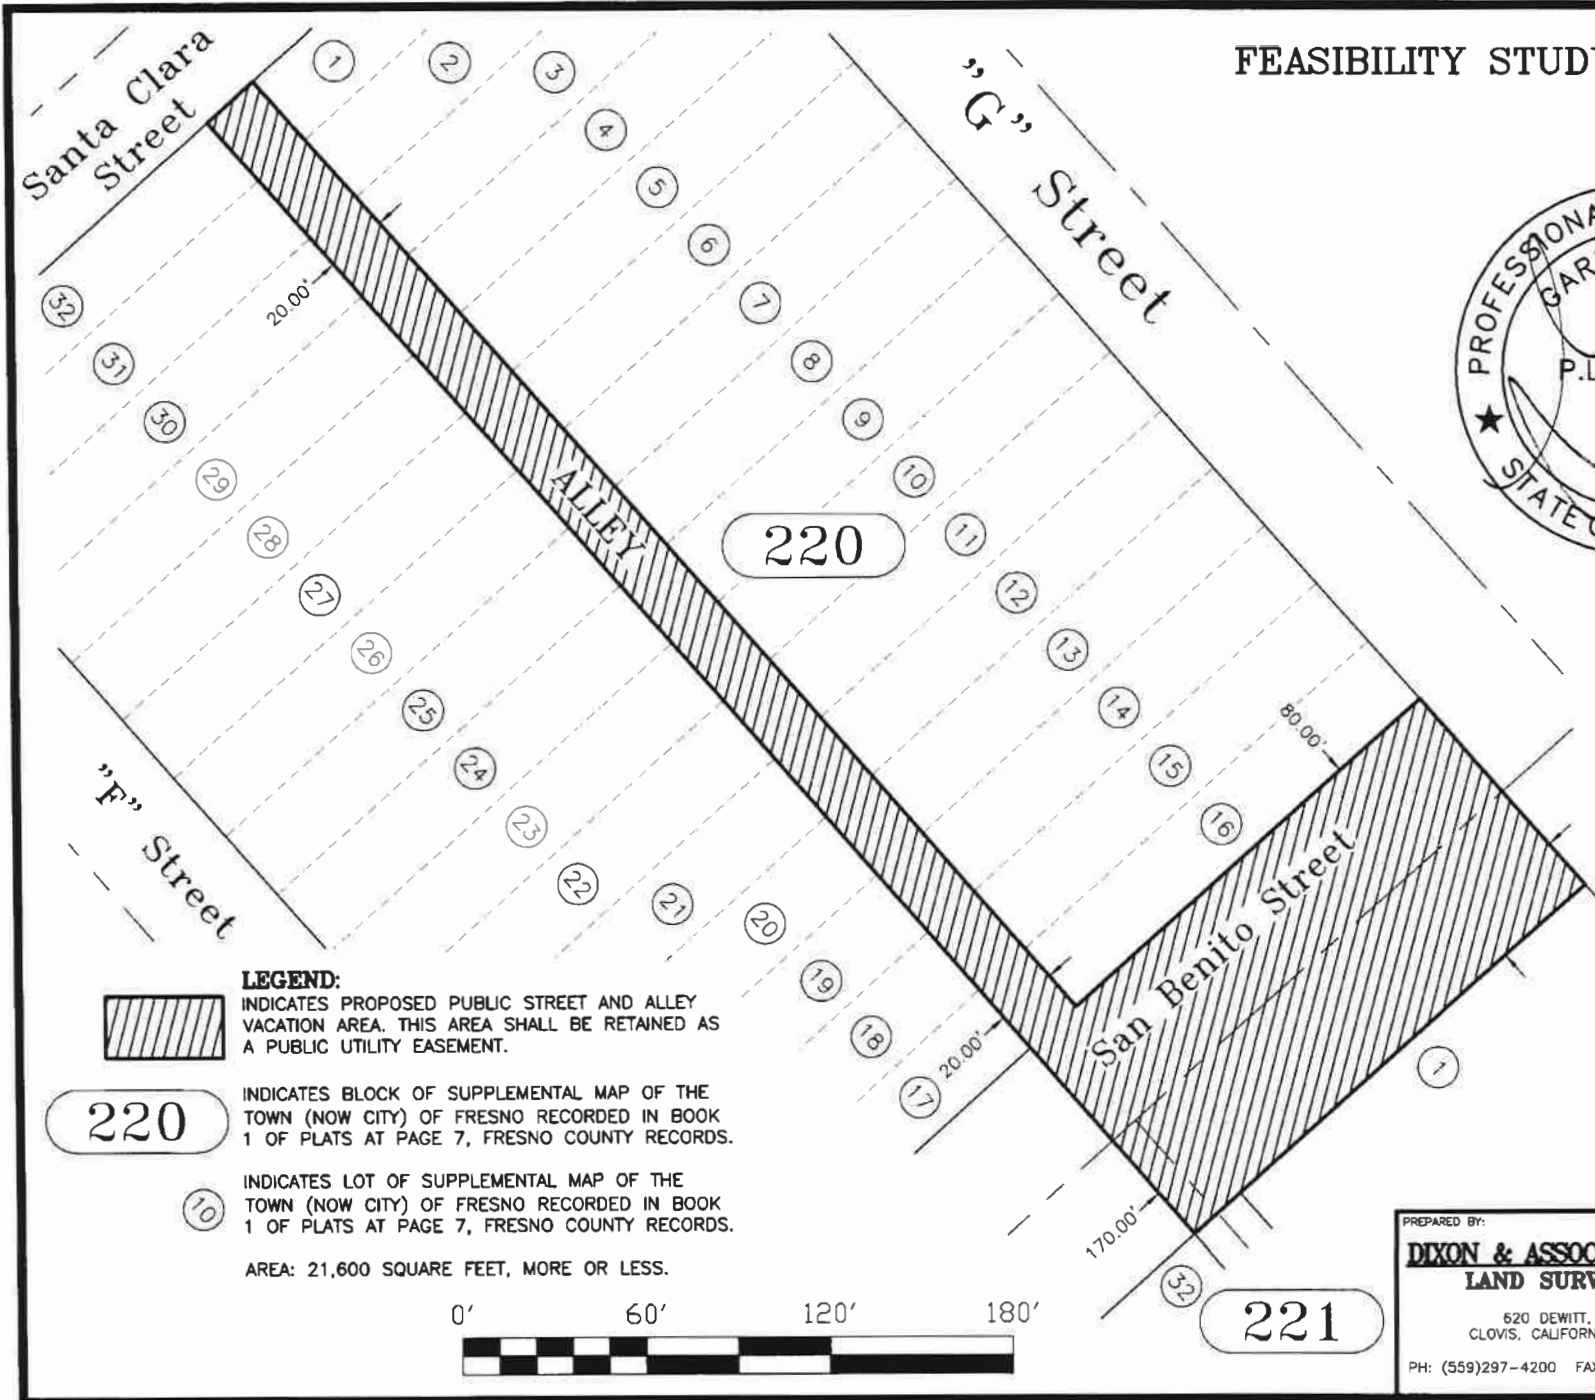 FEASIBILITY STUD
Santa Clara
Street
"G" Street
"F" Street
San Benito Street
ALLEY
1
2
3
4
5
6
7
8
9
10
11
12
13
14
15
16
32
31
30
29
28
27
26
25
24
23
22
21
20
19
18
17
20.00'
220
80.00'
20.00'
170.00'
1
32
221
PROFESSIONA
GAR
P.L
STATE
LEGEND:
INDICATES PROPOSED PUBLIC STREET AND ALLEY
VACATION AREA. THIS AREA SHALL BE RETAINED AS
A PUBLIC UTILITY EASEMENT.
220
INDICATES BLOCK OF SUPPLEMENTAL MAP OF THE
TOWN (NOW CITY) OF FRESNO RECORDED IN BOOK
1 OF PLATS AT PAGE 7, FRESNO COUNTY RECORDS.
10
INDICATES LOT OF SUPPLEMENTAL MAP OF THE
TOWN (NOW CITY) OF FRESNO RECORDED IN BOOK
1 OF PLATS AT PAGE 7, FRESNO COUNTY RECORDS.
AREA: 21,600 SQUARE FEET, MORE OR LESS.
0' 60' 120' 180'
PREPARED BY:
DIXON & ASSOC
LAND SURV
620 DEWITT,
CLOVIS, CALIFORN
PH: (559)297-4200 FAX